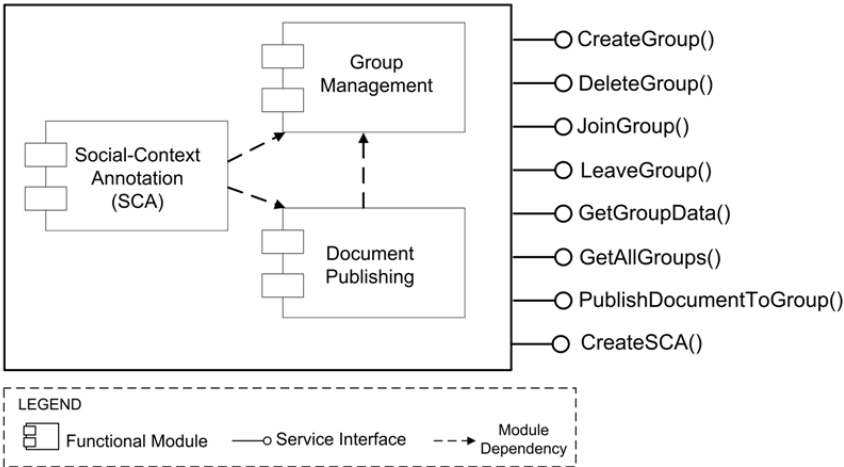 Group
Management
Social-Context
Annotation
(SCA)
Document
Publishing
CreateGroup()
DeleteGroup()
JoinGroup()
LeaveGroup()
GetGroupData()
GetAllGroups()
PublishDocumentToGroup()
CreateSCA()
LEGEND
Functional Module
Service Interface
Module
Dependency